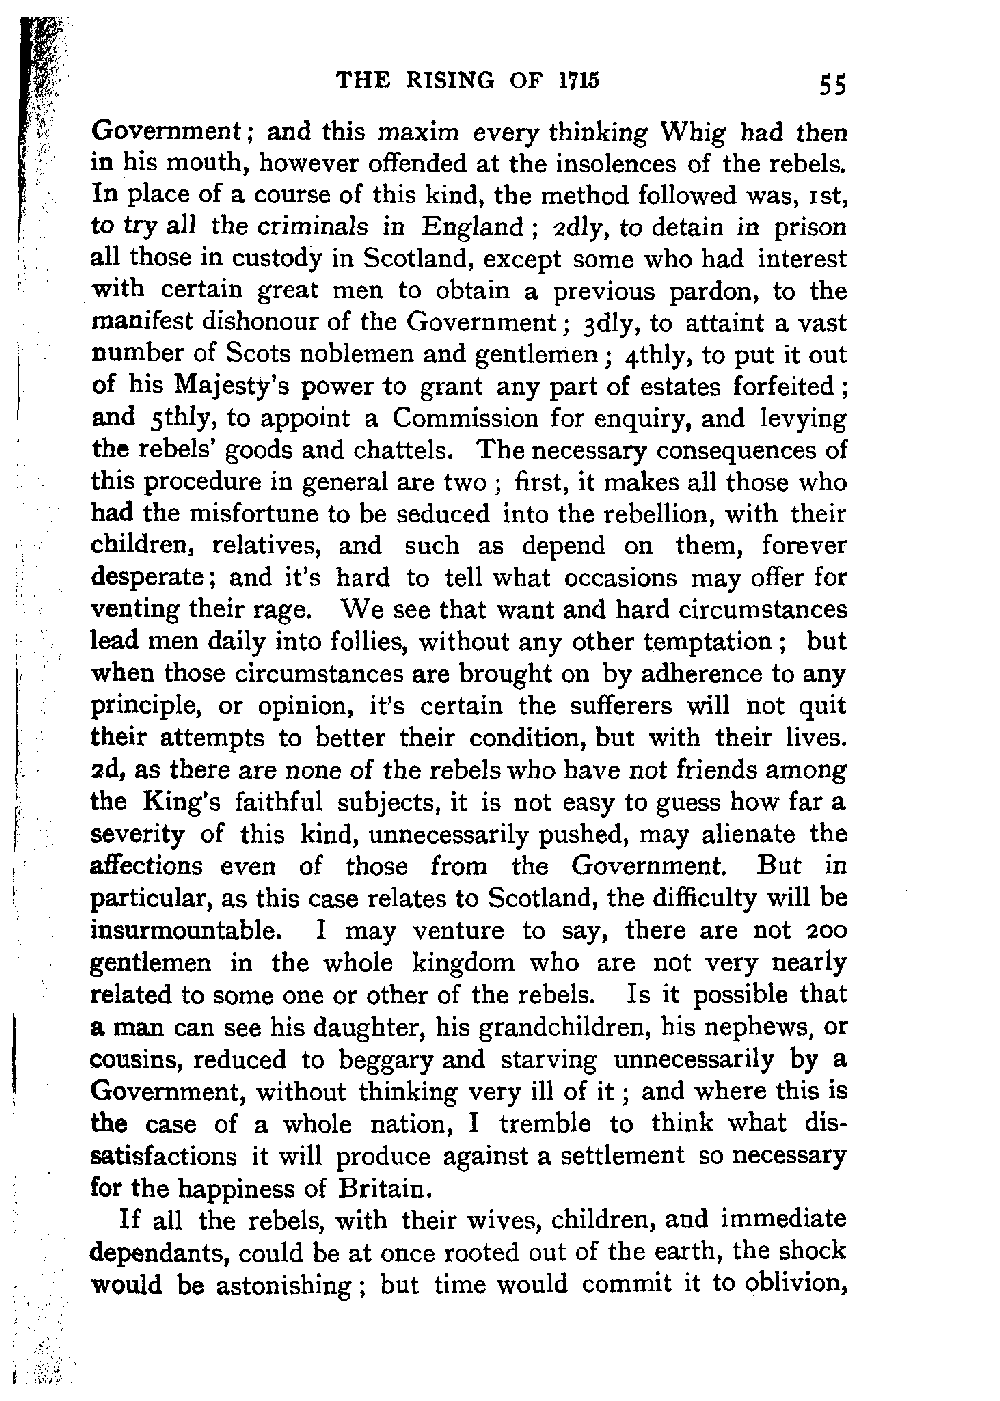 THE RISING OF 1715 55
Government; and this maxim every thinking Whig had then
in his mouth, however offended at the insolences of the rebels.
In place of a course of this kind, the method followed was, 1st,
to try all the criminals in England; 2dly, to detain in prison
all those in custody in Scotland, except some who had interest
with certain great men to obtain a previous pardon, to the
manifest dishonour of the Government; 3dly, to attaint a vast
number of Scots noblemen and gentlemen; 4thly, to put it out
of his Majesty's power to grant any part of estates forfeited;
and 5thly, to appoint a Commission for enquiry, and levying
the rebels' goods and chattels. The necessary consequences of
this procedure in general are two; first, it makes all those who
had the misfortune to be seduced into the rebellion, with their
children, relatives, and such as depend on them, forever
desperate; and it's hard to tell what occasions may offer for
venting their rage. We see that want and hard circumstances
lead men daily into follies, without any other temptation; but
when those circumstances are brought on by adherence to any
principle, or opinion, it's certain the sufferers will not quit
their attempts to better their condition, but with their lives.
2d, as there are none of the rebels who have not friends among
the King's faithful subjects, it is not easy to guess how far a
severity of this kind, unnecessarily pushed, may alienate the
affections even of those from the Government. But in
particular, as this case relates to Scotland, the difficulty will be
insurmountable. I may venture to say, there are not 200
gentlemen in the whole kingdom who are not very nearly
related to some one or other of the rebels. Is it possible that
a man can see his daughter, his grandchildren, his nephews, or
cousins, reduced to beggary and starving unnecessarily by a
Government, without thinking very ill of it; and where this is
the case of a whole nation, I tremble to think what dis-
satisfactions it will produce against a settlement so necessary
for the happiness of Britain.
If all the rebels, with their wives, children, and immediate
dependants, could be at once rooted out of the earth, the shock
would be astonishing; but time would commit it to oblivion,